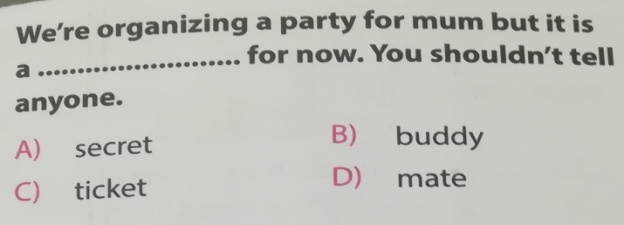 We're organizing a party for mum but it is
a ......................... for now. You shouldn't tell
anyone.
A) secret B) buddy
C) ticket D) mate